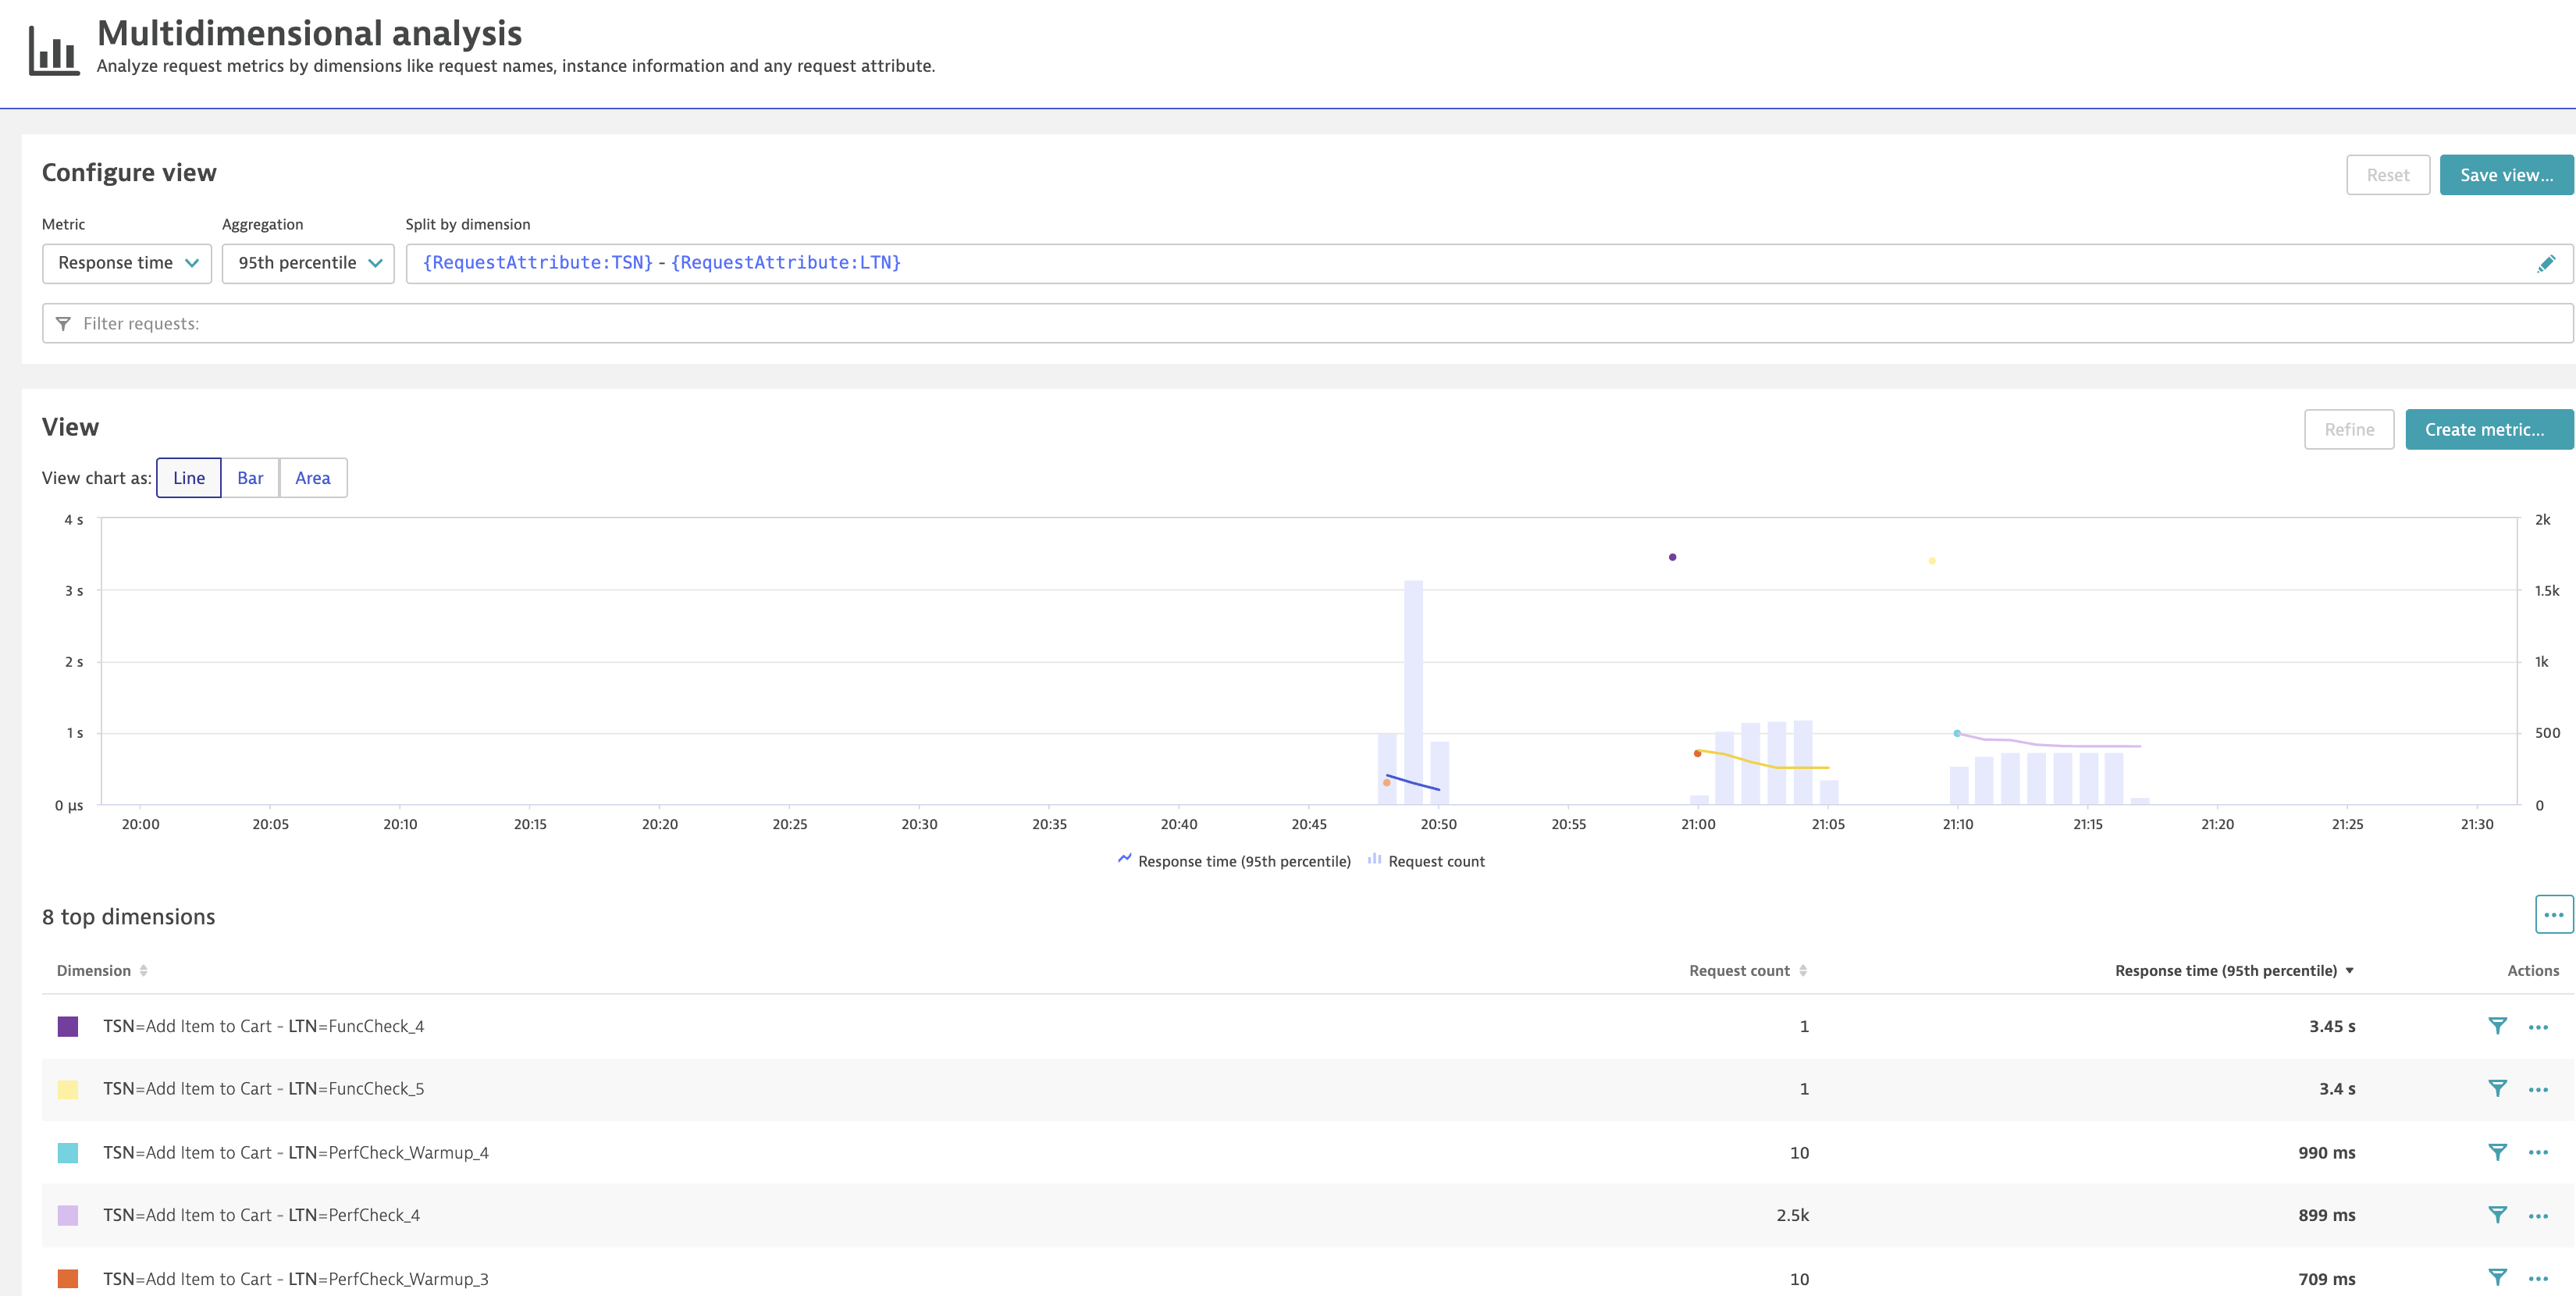 Multidimensional analysis
Analyze request metrics by dimensions like request names, instance information and any request attribute.
Configure view
Reset
Save view...
Metric
Aggregation
Split by dimension
Response time
95th percentile
{RequestAttribute:TSN} - {RequestAttribute:LTN}
Filter requests:
View
Refine
Create metric...
View chart as:
Line
Bar
Area
4 s
3 s
2 s
1 s
0 µs
2k
1.5k
1k
500
0
20:00 20:05 20:10 20:15 20:20 20:25 20:30 20:35 20:40 20:45 20:50 20:55 21:00 21:05 21:10 21:15 21:20 21:25 21:30
Response time (95th percentile) Request count
8 top dimensions
...
Dimension Request count Response time (95th percentile) Actions
TSN=Add Item to Cart - LTN=FuncCheck_4 1 3.45 s ...
TSN=Add Item to Cart - LTN=FuncCheck_5 1 3.4 s ...
TSN=Add Item to Cart - LTN=PerfCheck_Warmup_4 10 990 ms ...
TSN=Add Item to Cart - LTN=PerfCheck_4 2.5k 899 ms ...
TSN=Add Item to Cart - LTN=PerfCheck_Warmup_3 10 709 ms ...